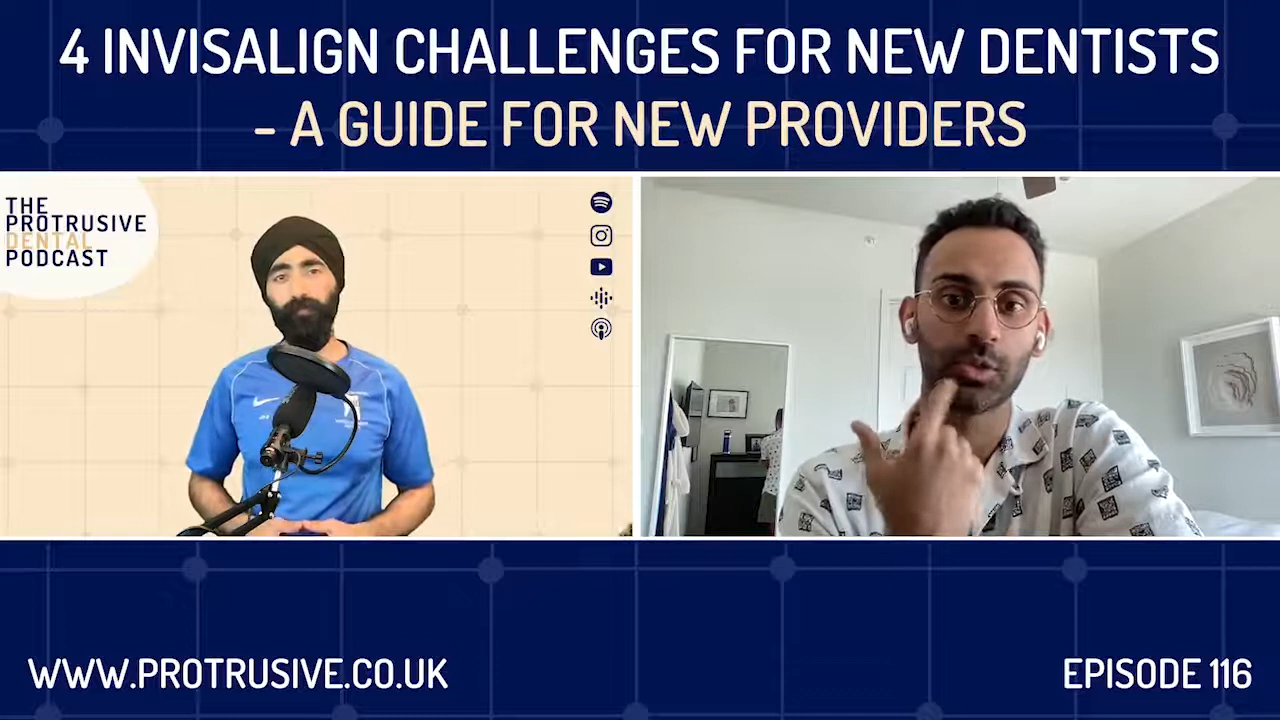 4 INVISALIGN CHALLENGES FOR NEW DENTISTS
- A GUIDE FOR NEW PROVIDERS
THE
PROTRUSIVE
DENTAL
PODCAST
WWW.PROTRUSIVE.CO.UK
EPISODE 116